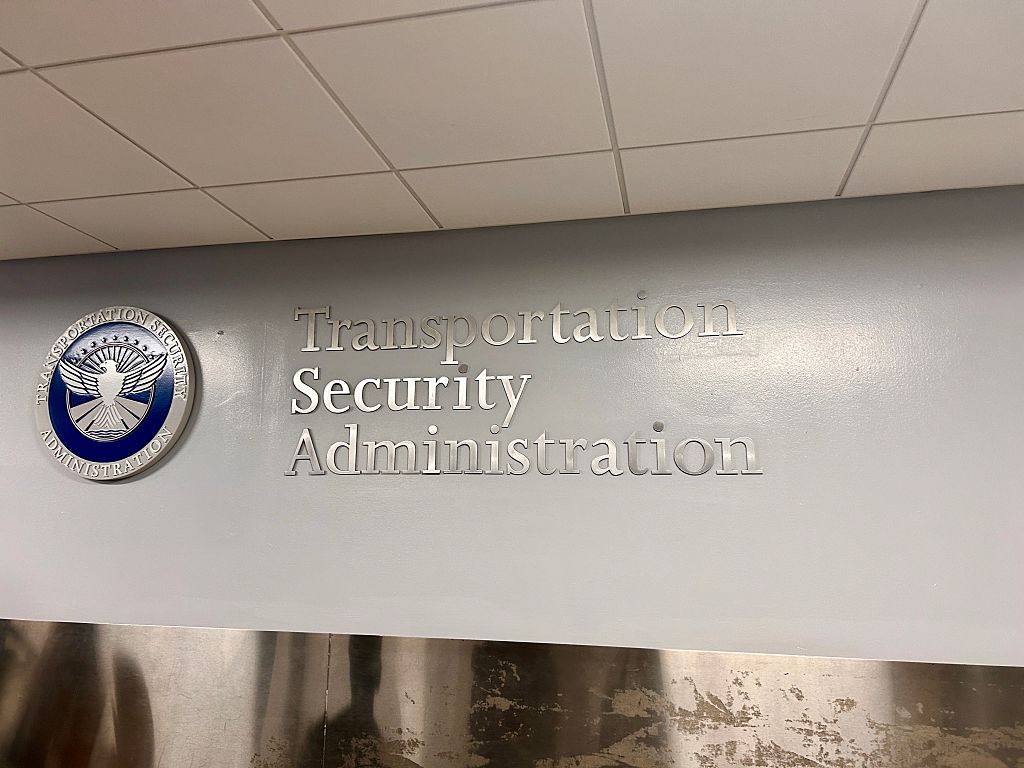 TRANSPORTATION SECURITY
ADMINISTRATION
Transportation
Security
Administration